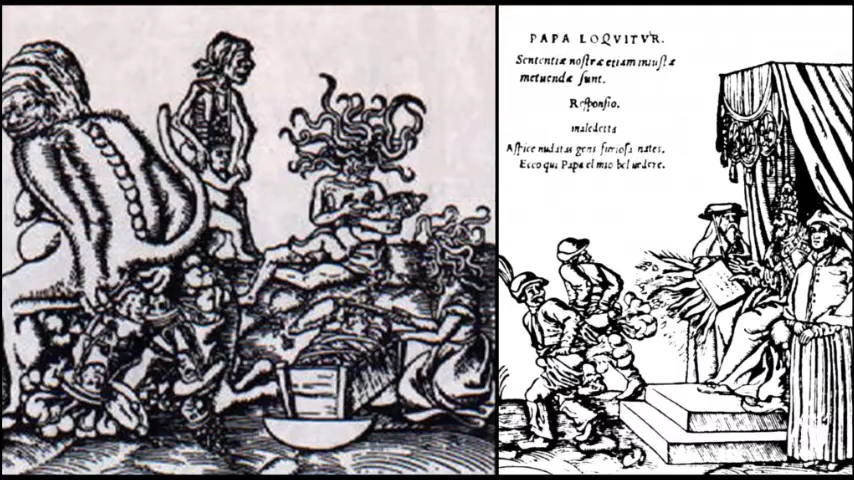 PAPA LOQVITVR.
Sententiæ nostræ etiam iniustæ
metuendæ sunt.
Responsio.
maledetta
Aspice nudatas gens furiosa nates.
Ecco qui Papa el mio bel uedere.